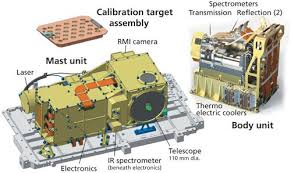 Calibration target
assembly
Spectrometers
Transmission Reflection (2)
RMI camera
Mast unit
Laser
Thermo
electric coolers
Body unit
Telescope
110 mm dia.
IR spectrometer
(beneath electronics)
Electronics